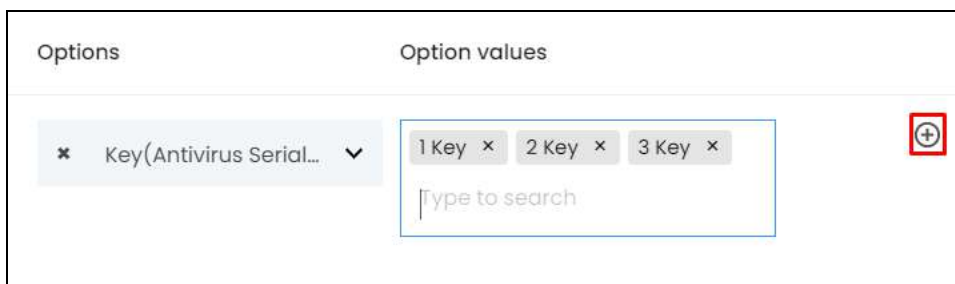 Options
Option values
Key(Antivirus Serial...
1 Key × 2 Key × 3 Key ×
Type to search